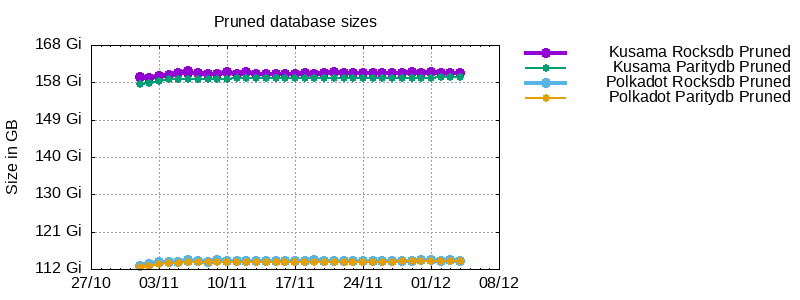 Pruned database sizes
168 Gi
158 Gi
149 Gi
140 Gi
130 Gi
121 Gi
112 Gi
Size in GB
27/10 03/11 10/11 17/11 24/11 01/12 08/12
Kusama Rocksdb Pruned
Kusama Paritydb Pruned
Polkadot Rocksdb Pruned
Polkadot Paritydb Pruned